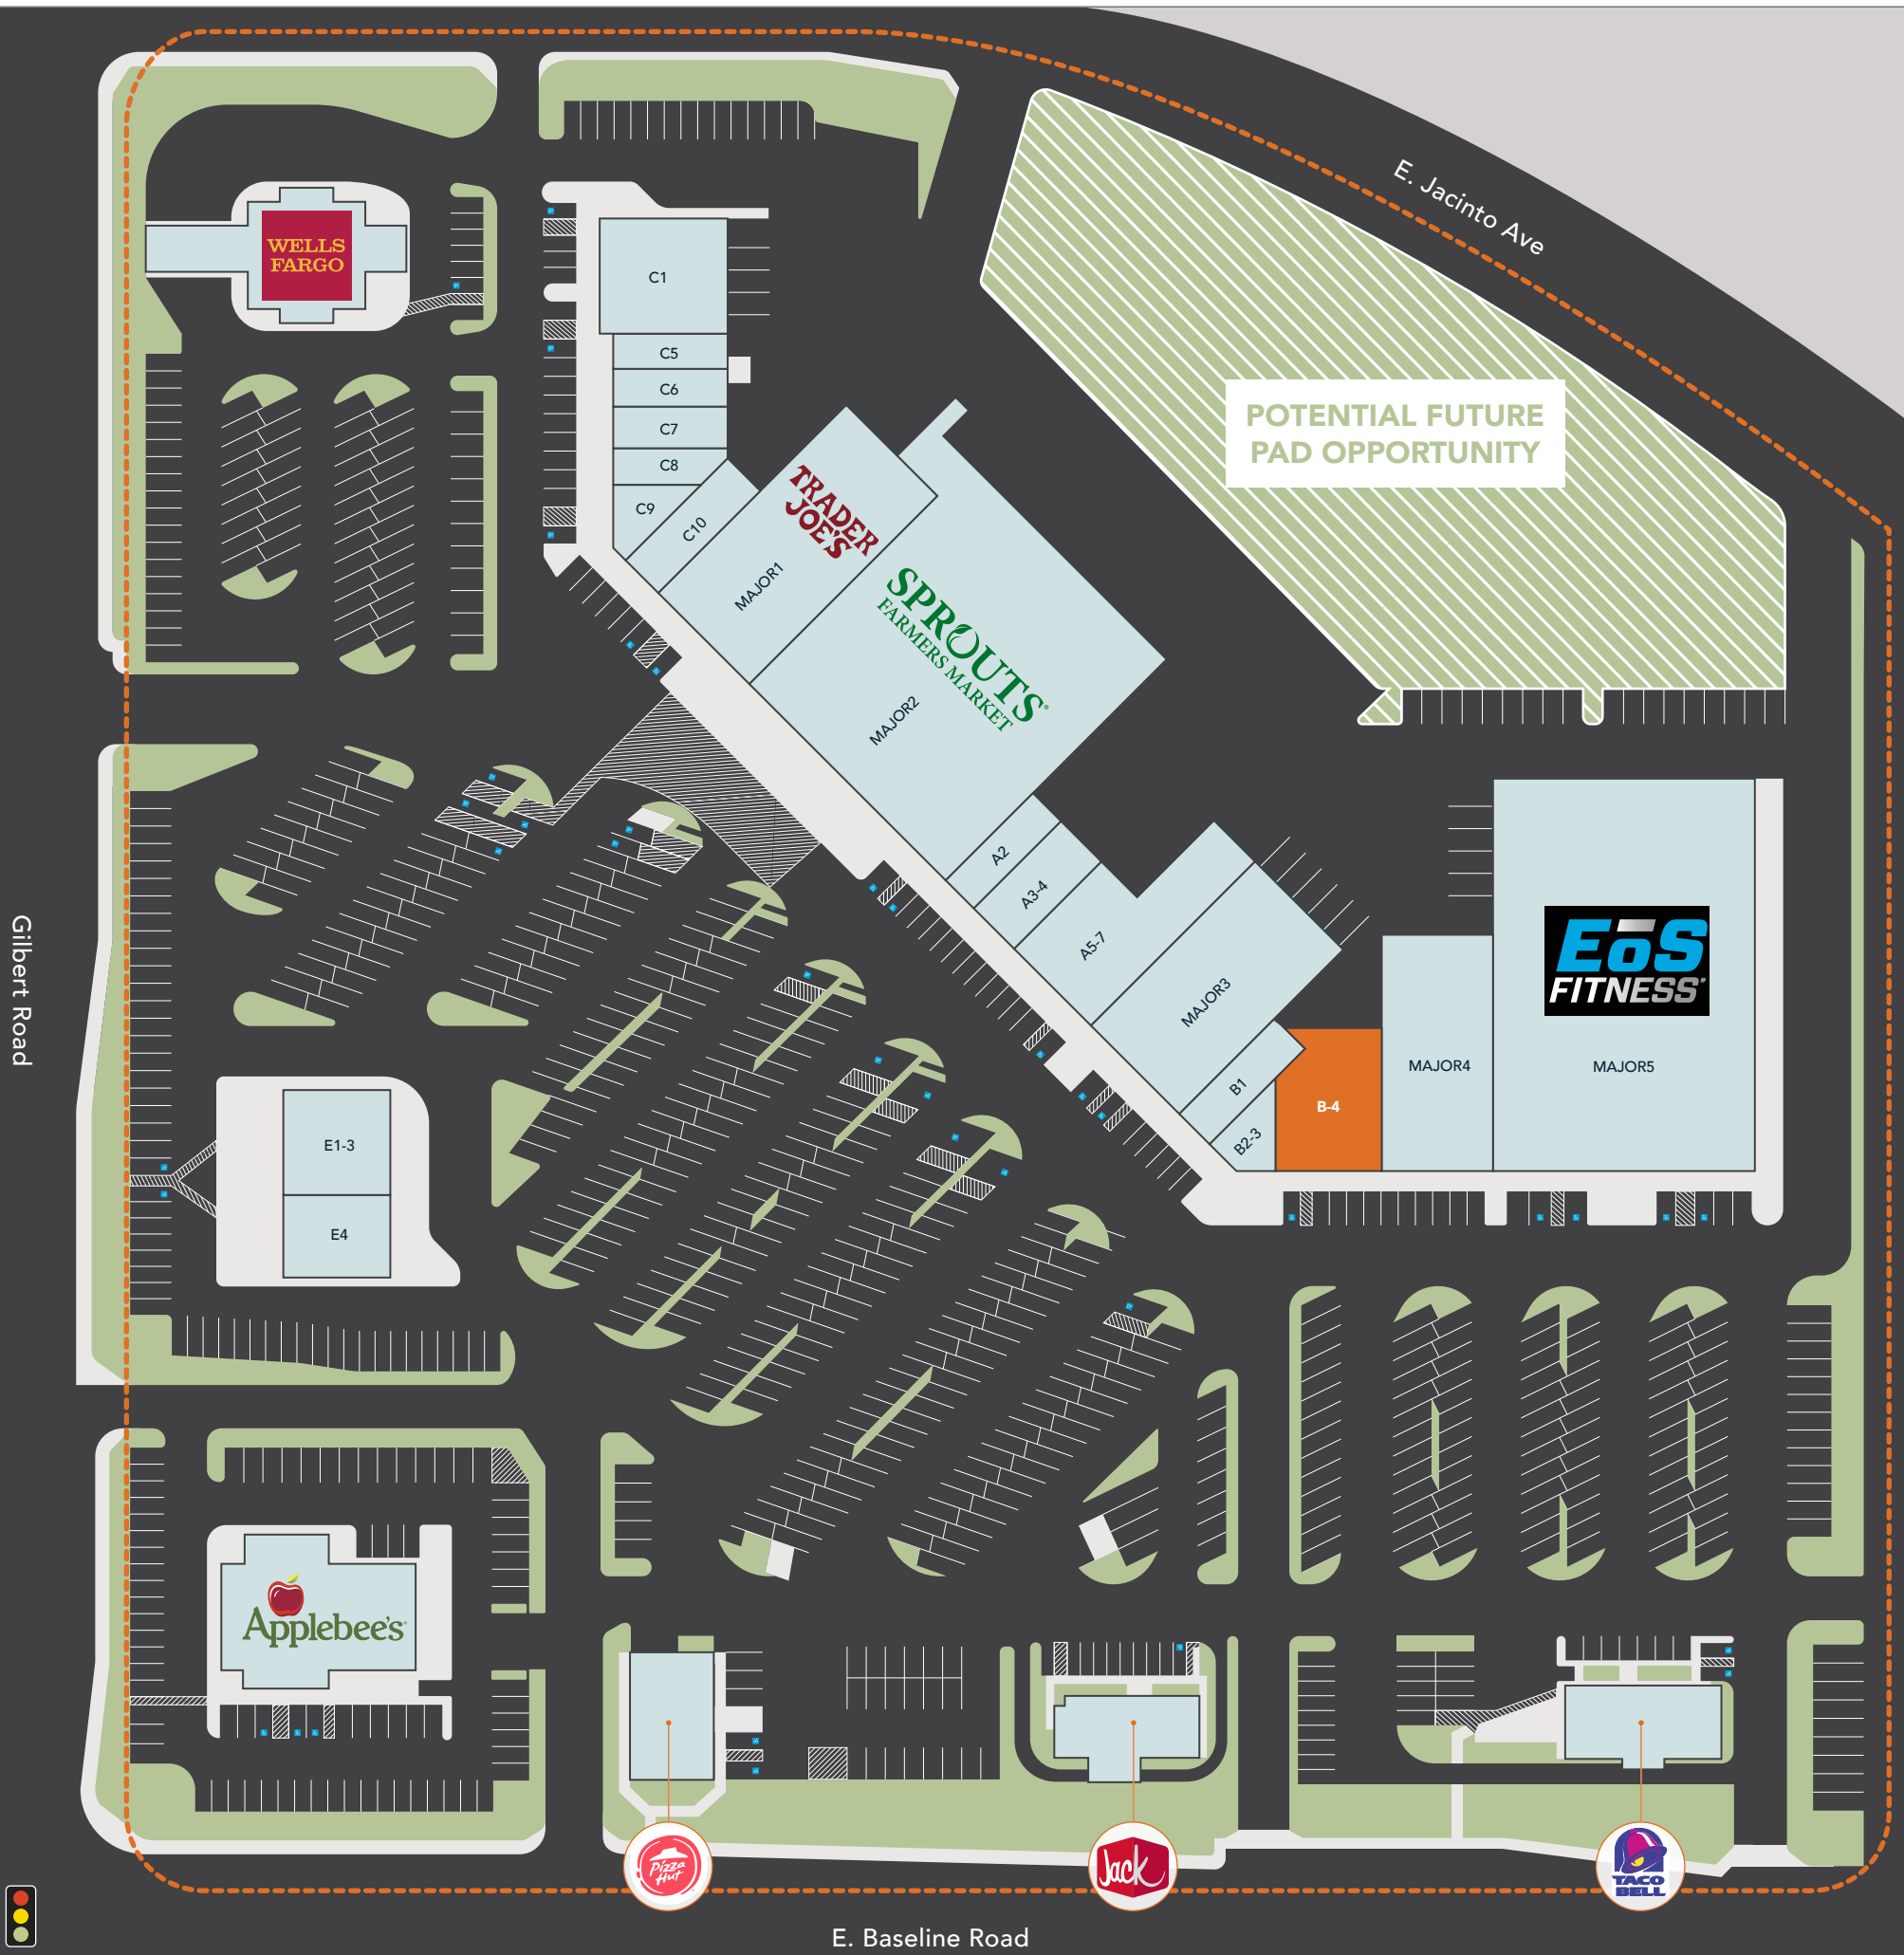 E. Jacinto Ave
WELLS
FARGO
C1
C5
C6
C7
C8
C9
C10
POTENTIAL FUTURE
PAD OPPORTUNITY
TRADER
JOE'S
MAJOR1
SPROUTS
FARMERS MARKET
MAJOR2
A2
A3-4
A5-7
MAJOR3
B1
B2-3
B-4
MAJOR4
EōS
FITNESS
MAJOR5
Gilbert Road
E1-3
E4
Applebee's
Pizza
Hut
Jack
TACO
BELL
E. Baseline Road